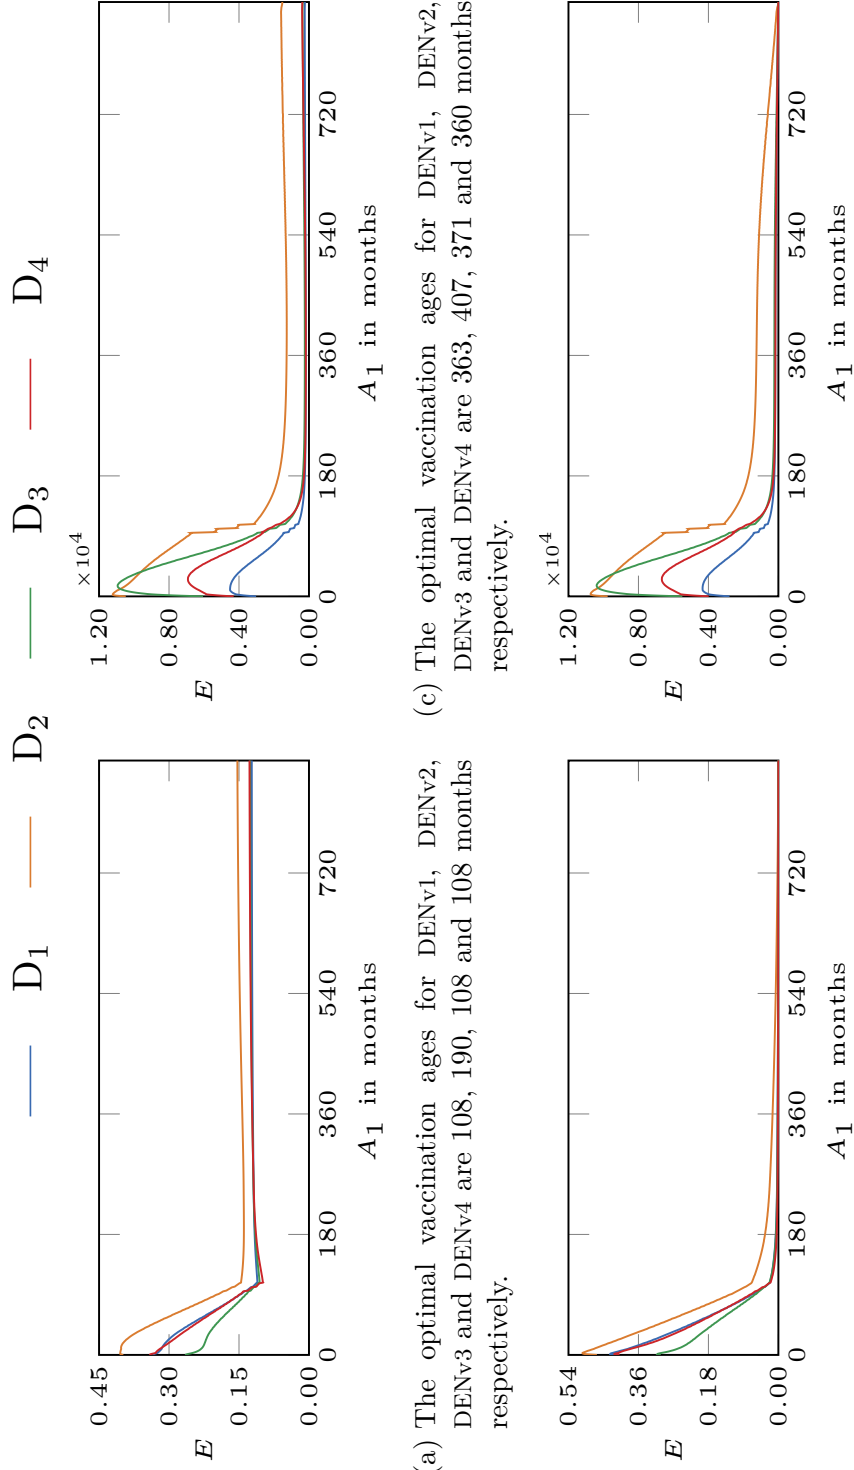 D1 D2 D3 D4
0.45
0.30
0.15
0.00
E
0 180 360 540 720
A1 in months
(a) The optimal vaccination ages for DENv1, DENv2,
DENv3 and DENv4 are 108, 190, 108 and 108 months
respectively.
×10^4
1.20
0.80
0.40
0.00
E
0 180 360 540 720
A1 in months
(c) The optimal vaccination ages for DENv1, DENv2,
DENv3 and DENv4 are 363, 407, 371 and 360 months
respectively.
0.54
0.36
0.18
0.00
E
0 180 360 540 720
A1 in months
×10^4
1.20
0.80
0.40
0.00
E
0 180 360 540 720
A1 in months